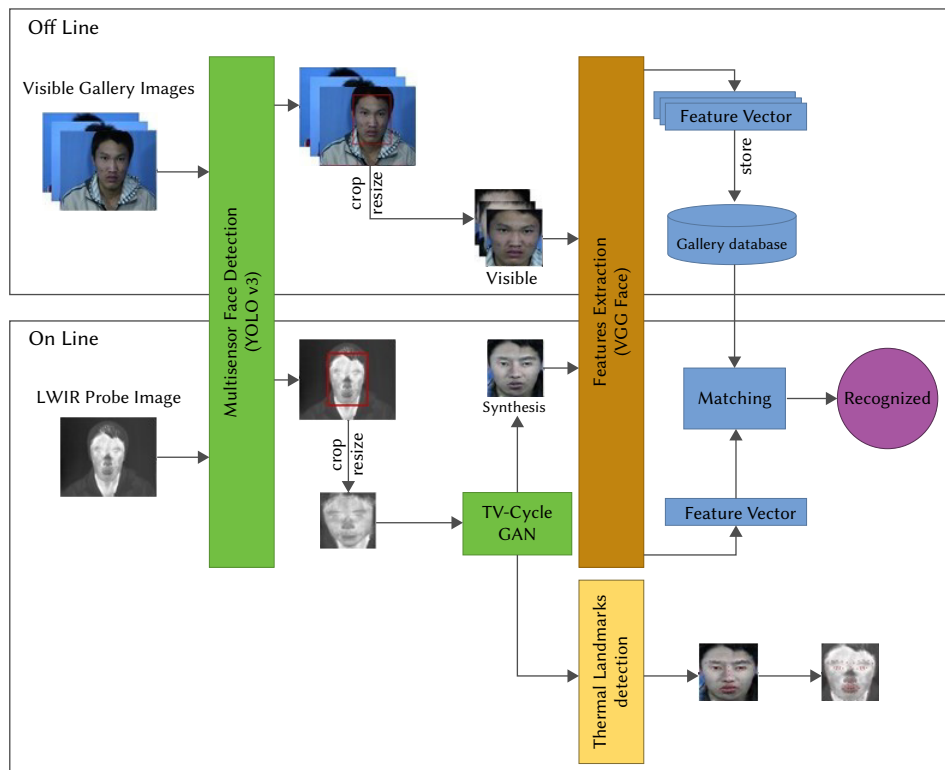 Off Line
Visible Gallery Images
Multisensor Face Detection
(YOLO v3)
crop
resize
Visible
Features Extraction
(VGG Face)
Feature Vector
store
Gallery database
On Line
LWIR Probe Image
crop
resize
Synthesis
TV-Cycle
GAN
Matching
Recognized
Feature Vector
Thermal Landmarks
detection